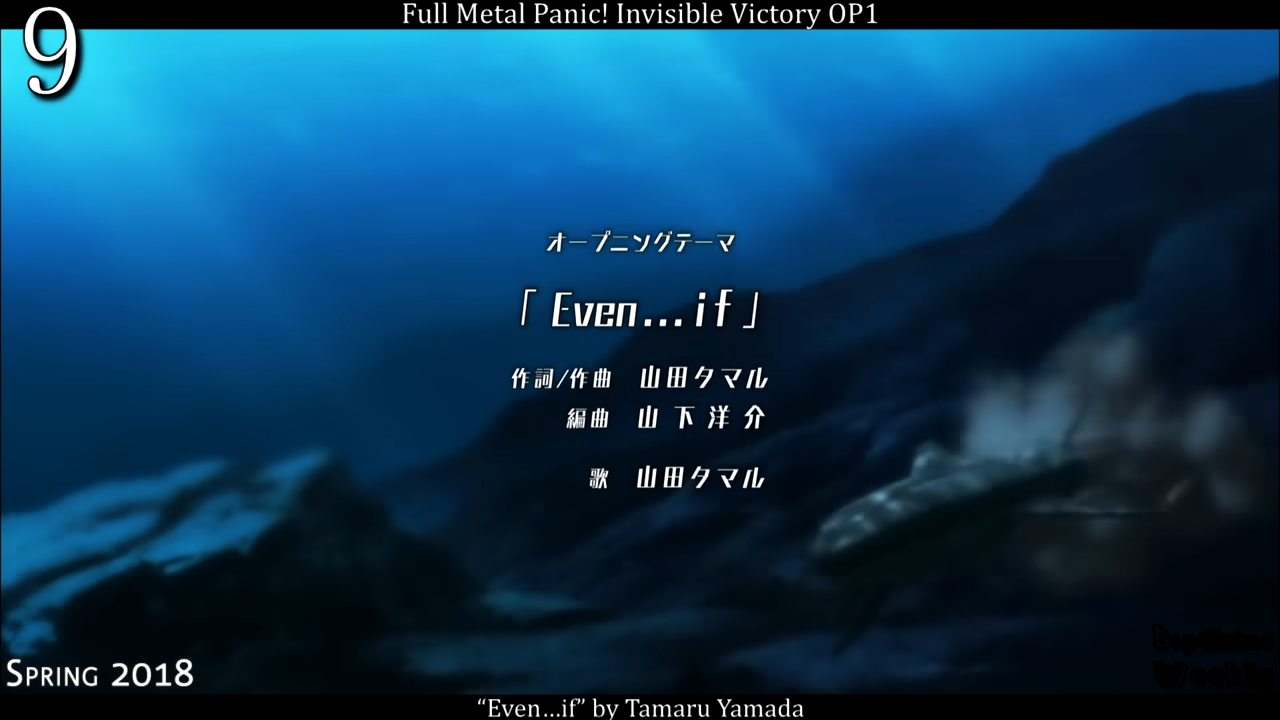 Full Metal Panic! Invisible Victory OP1
9
オープニングテーマ
「Even...if」
作詞/作曲 山田タマル
編曲 山下洋介
歌 山田タマル
SPRING 2018
“Even...if” by Tamaru Yamada